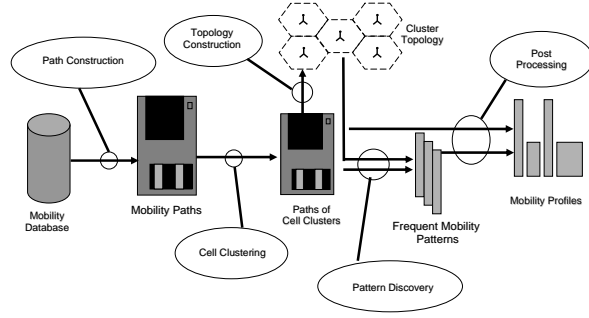 Topology
Construction
Cluster
Topology
Path Construction
Post
Processing
Mobility
Database
Mobility Paths
Paths of
Cell Clusters
Frequent Mobility
Patterns
Mobility Profiles
Cell Clustering
Pattern Discovery